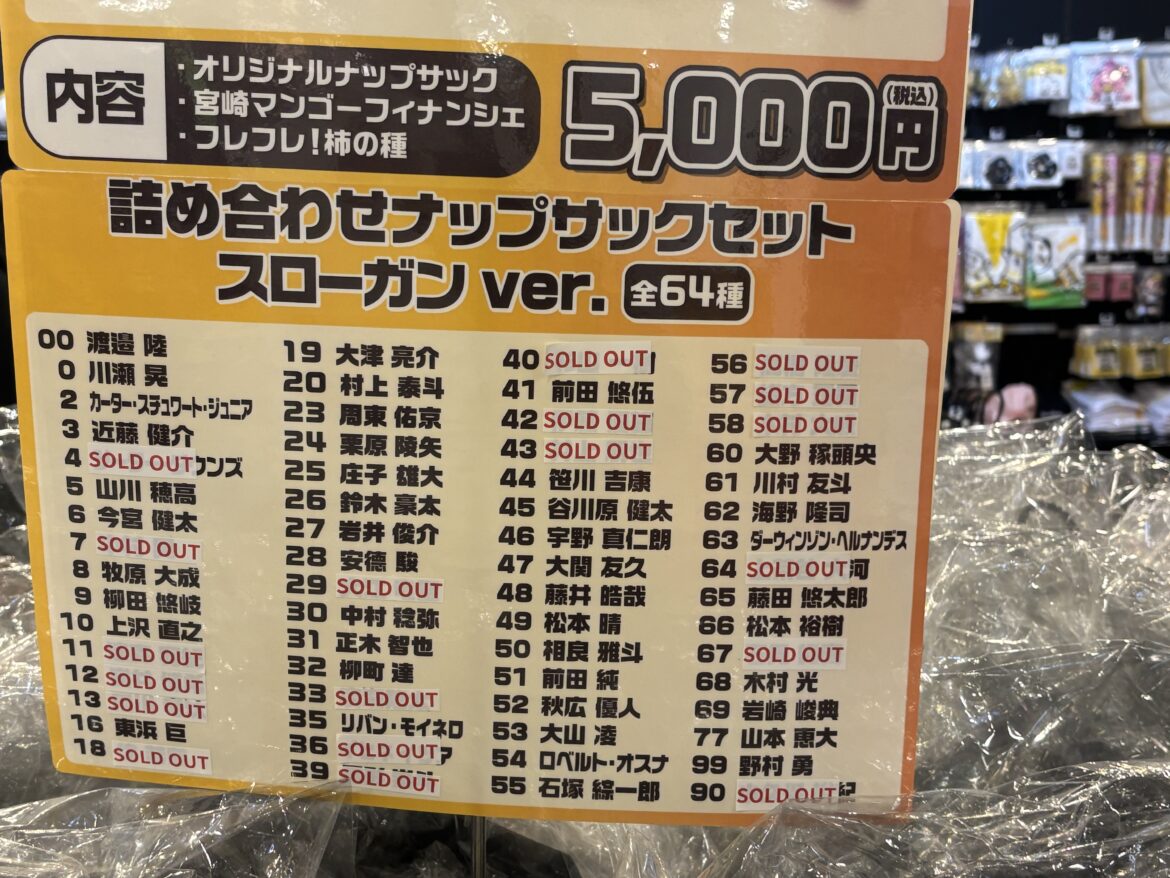 内容
・オリジナルナップサック
・宮崎マンゴーフィナンシェ
・フレフレ！柿の種
5,000円(税込)
詰め合わせナップサックセット
スローガン ver. 全64種
00 渡邉 陸
0 川瀬 晃
2 カーター・スチュワート・ジュニア
3 近藤 健介
4 SOLD OUT ウンズ
5 山川 穂高
6 今宮 健太
7 SOLD OUT
8 牧原 大成
9 柳田 悠岐
10 上沢 直之
11 SOLD OUT
12 SOLD OUT
13 SOLD OUT
16 東浜 巨
18 SOLD OUT
19 大津 亮介
20 村上 泰斗
23 周東 佑京
24 栗原 陵矢
25 庄子 雄大
26 鈴木 豪太
27 岩井 俊介
28 安德 駿
29 SOLD OUT
30 中村 稔弥
31 正木 智也
32 柳町 達
33 SOLD OUT
35 リバン・モイネロ
36 SOLD OUT ア
39 SOLD OUT
40 SOLD OUT
41 前田 悠伍
42 SOLD OUT
43 SOLD OUT
44 笹川 吉康
45 谷川原 健太
46 宇野 真仁朗
47 大関 友久
48 藤井 皓哉
49 松本 晴
50 相良 雅斗
51 前田 純
52 秋広 優人
53 大山 凌
54 ロベルト・オスナ
55 石塚 綜一郎
56 SOLD OUT
57 SOLD OUT
58 SOLD OUT
60 大野 稼頭央
61 川村 友斗
62 海野 隆司
63 ダーウィンゾン・ヘルナンデス
64 SOLD OUT 河
65 藤田 悠太郎
66 松本 裕樹
67 SOLD OUT
68 木村 光
69 岩崎 峻典
77 山本 恵大
99 野村 勇
90 SOLD OUT 紀